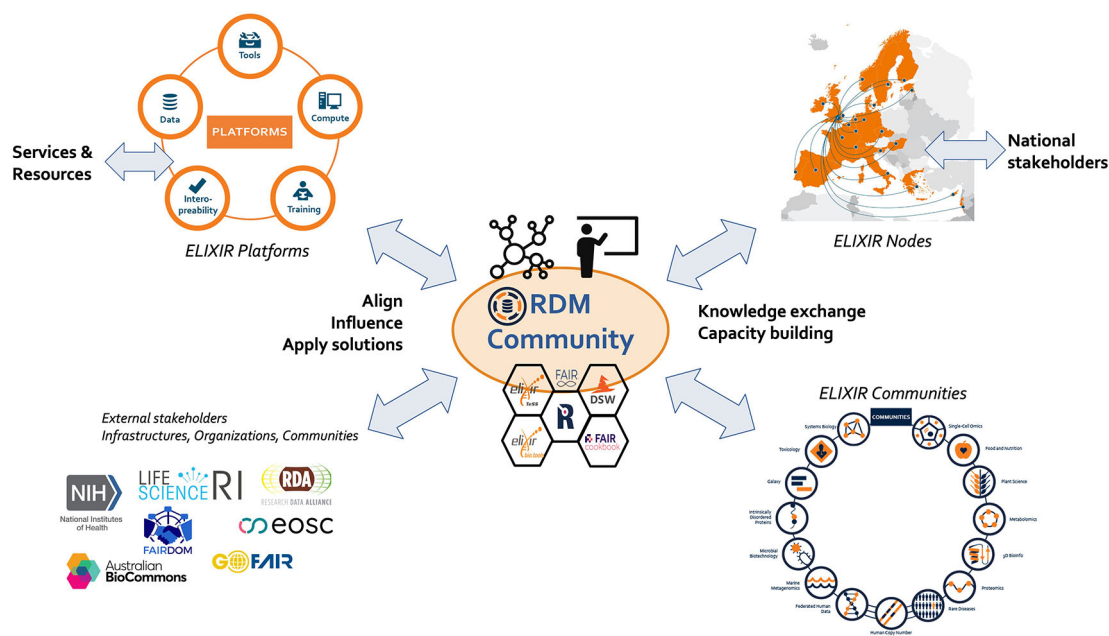 Tools
Data
Compute
PLATFORMS
Intero-
preability
Training
Services &
Resources
ELIXIR Platforms
National
stakeholders
ELIXIR Nodes
Align
Influence
Apply solutions
RDM
Community
Knowledge exchange
Capacity building
elixir
TeSS
FAIR
DSW
R
elixir
bio.tools
FAIR
cookbook
External stakeholders
Infrastructures, Organizations, Communities
NIH
National Institutes
of Health
LIFE
SCIENCE RI
RDA
RESEARCH DATA ALLIANCE
FAIRDOM
eosc
Australian
BioCommons
GO FAIR
ELIXIR Communities
COMMUNITIES
Systems Biology
Single-Cell Omics
Toxicology
Food and Nutrition
Galaxy
Plant Science
Intrinsically
Disordered
Proteins
Metabolomics
Microbial
Biotechnology
3D BioInfo
Marine
Metagenomics
Proteomics
Federated Human
Data
Rare Diseases
Human Copy Number